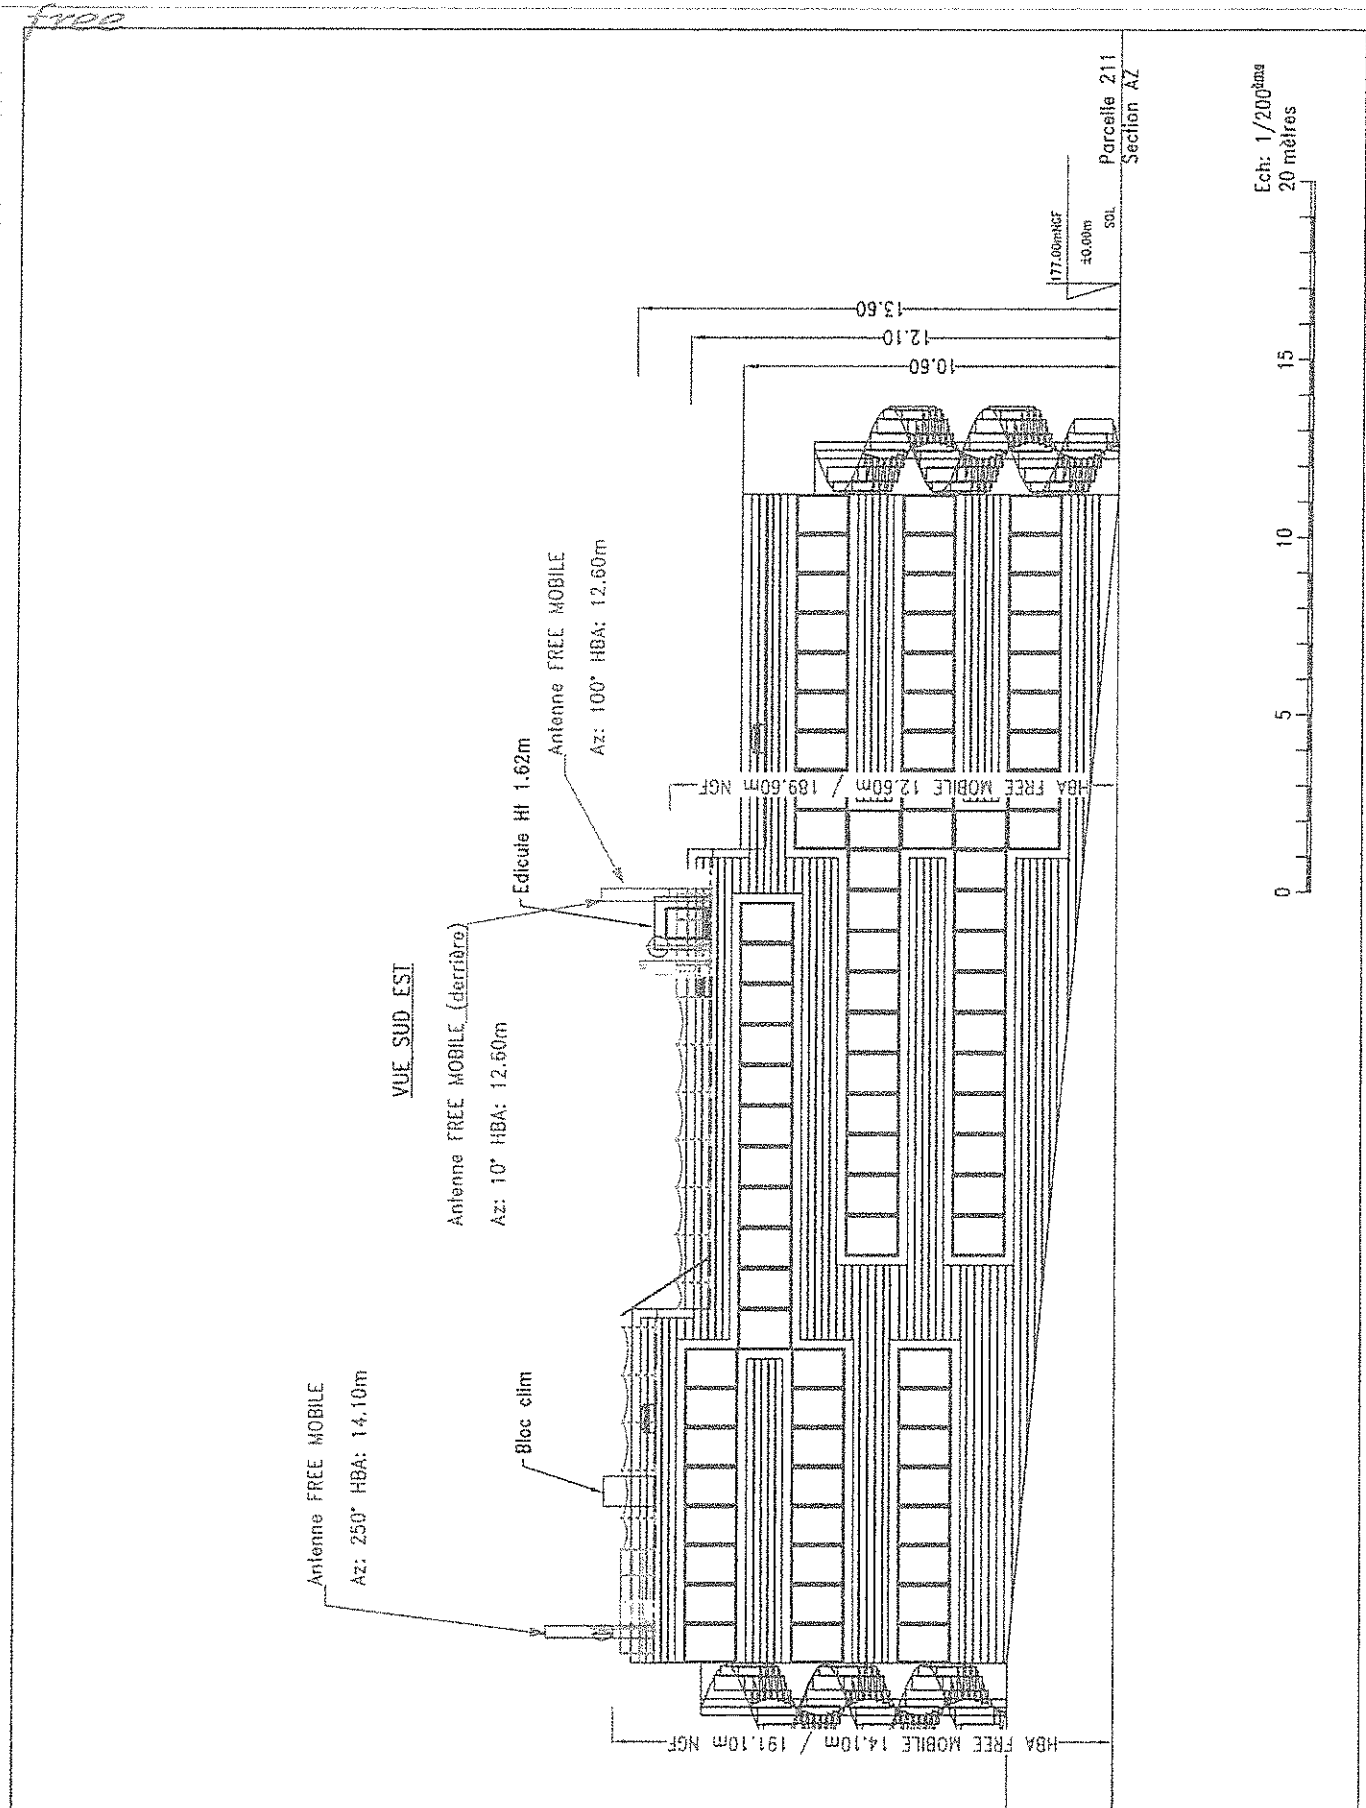 free
VUE SUD EST
Antenne FREE MOBILE
Az: 250° HBA: 14.10m
Bloc clim
Antenne FREE MOBILE (derrière)
Az: 10° HBA: 12.60m
Edicule Ht 1.62m
Antenne FREE MOBILE
Az: 100° HBA: 12.60m
HBA FREE MOBILE 14.10m / 191.10m NGF
HBA FREE MOBILE 12.60m / 189.60m NGF
10.60
12.10
13.60
177.00mNGF
±0.00m
SOL
Parcelle 211
Section AZ
Ech: 1/200ème
20 mètres
0
5
10
15